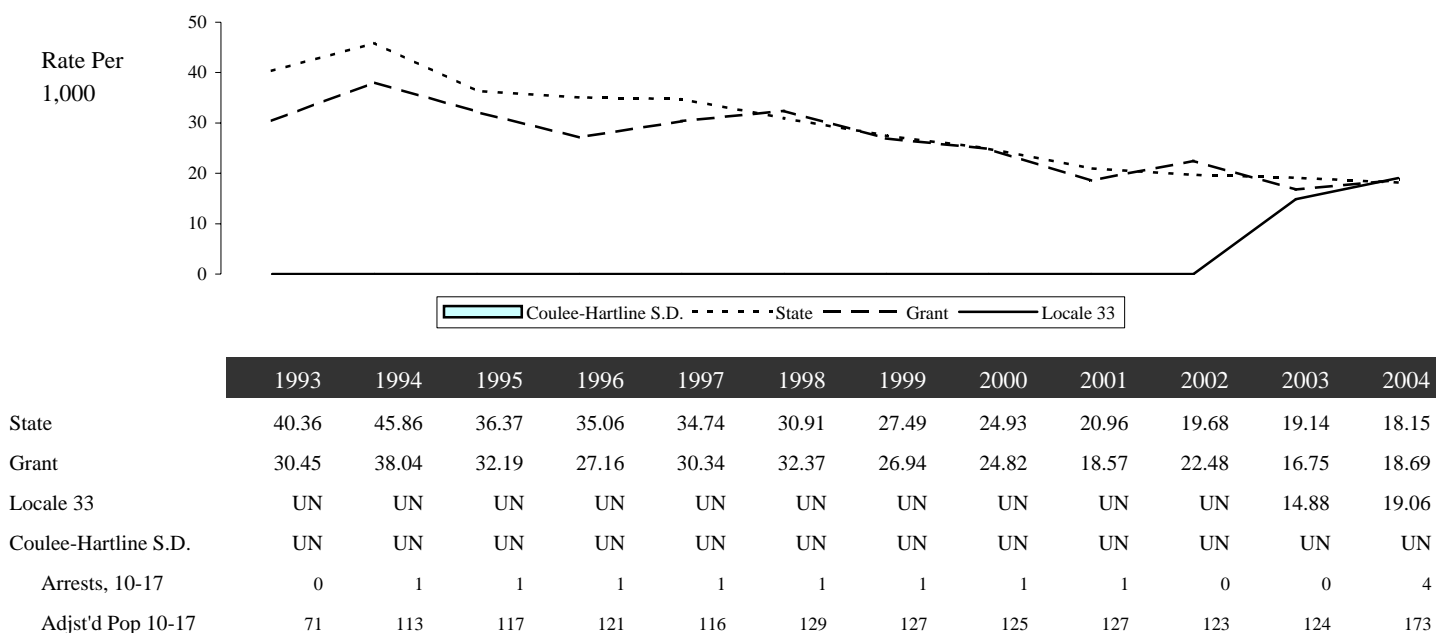 50
40
30
20
10
0
Rate Per
1,000
Coulee-Hartline S.D. State Grant Locale 33
1993 1994 1995 1996 1997 1998 1999 2000 2001 2002 2003 2004
State 40.36 45.86 36.37 35.06 34.74 30.91 27.49 24.93 20.96 19.68 19.14 18.15
Grant 30.45 38.04 32.19 27.16 30.34 32.37 26.94 24.82 18.57 22.48 16.75 18.69
Locale 33 UN UN UN UN UN UN UN UN UN UN 14.88 19.06
Coulee-Hartline S.D. UN UN UN UN UN UN UN UN UN UN UN UN
Arrests, 10-17 0 1 1 1 1 1 1 1 1 0 0 4
Adjst'd Pop 10-17 71 113 117 121 116 129 127 125 127 123 124 173